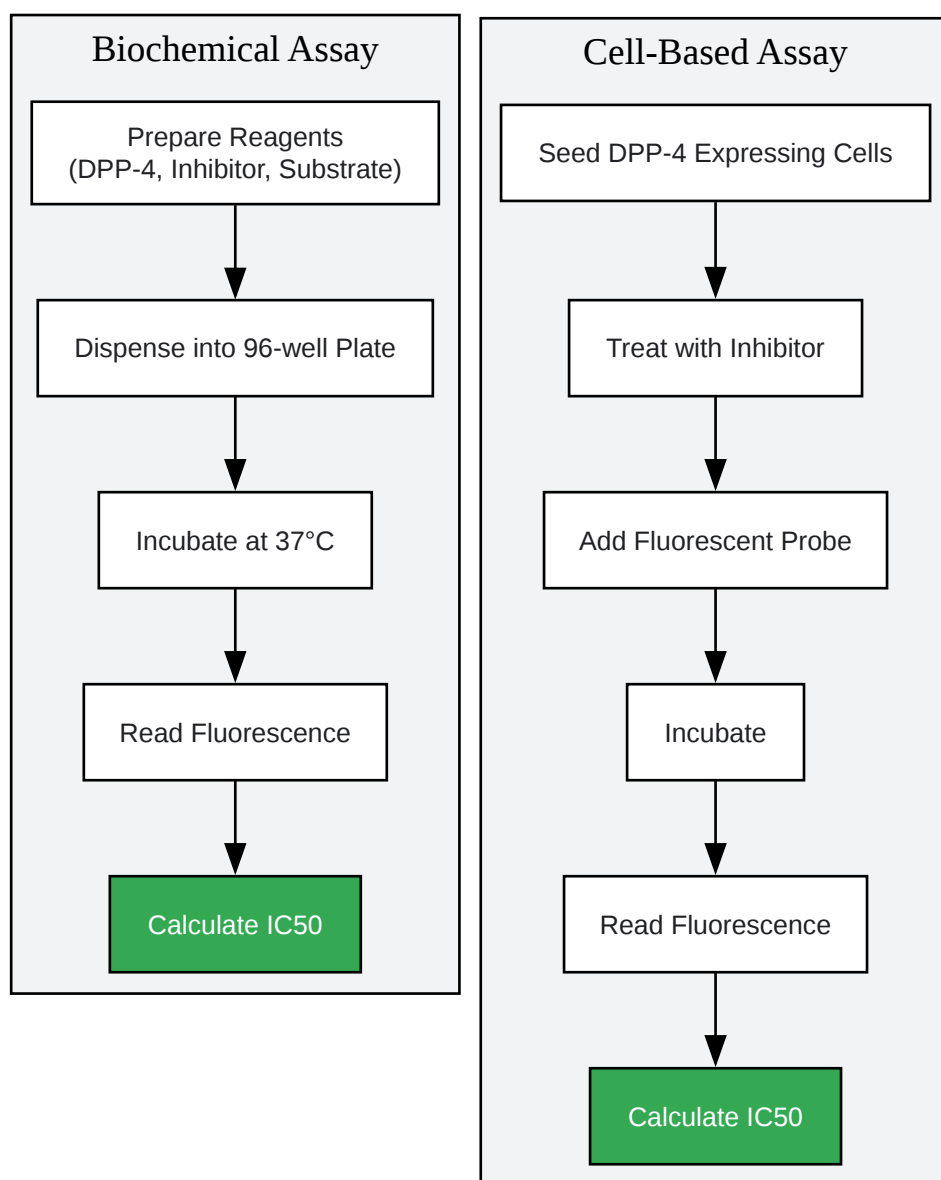 Biochemical Assay
Prepare Reagents
(DPP-4, Inhibitor, Substrate)
Dispense into 96-well Plate
Incubate at 37°C
Read Fluorescence
Calculate IC50
Cell-Based Assay
Seed DPP-4 Expressing Cells
Treat with Inhibitor
Add Fluorescent Probe
Incubate
Read Fluorescence
Calculate IC50